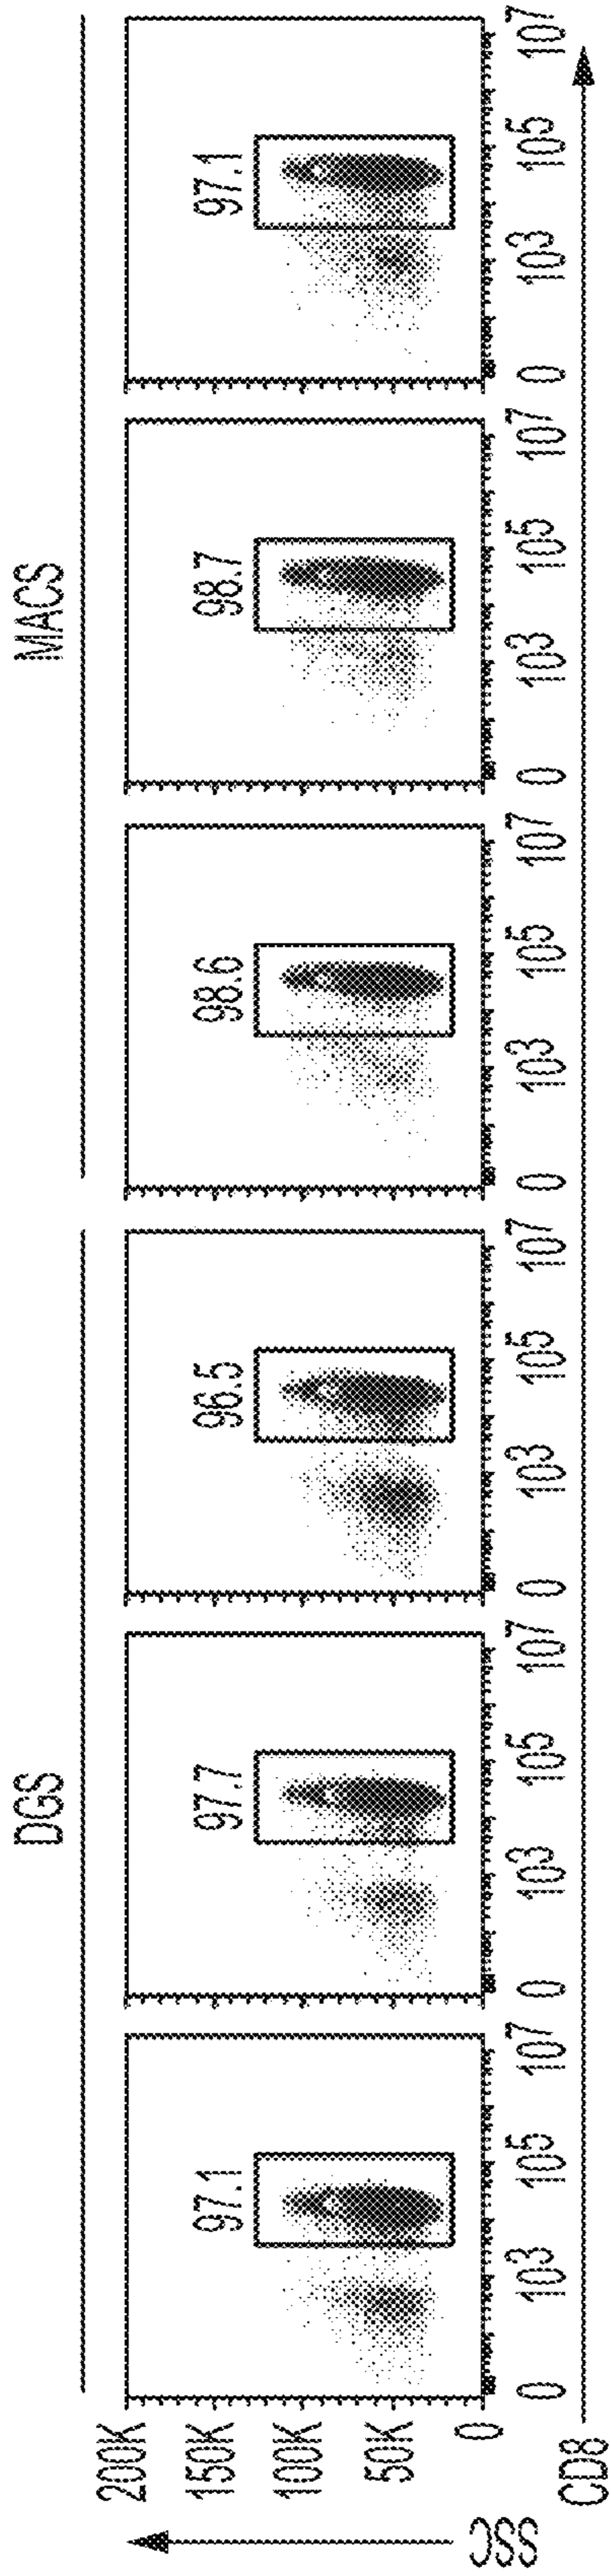 DGS MACS
97.1 97.7 96.5 98.6 98.7 97.1
200K
150K
100K
50K
0
SSC
0 10³ 10⁵ 10⁷ 0 10³ 10⁵ 10⁷ 0 10³ 10⁵ 10⁷ 0 10³ 10⁵ 10⁷ 0 10³ 10⁵ 10⁷ 0 10³ 10⁵ 10⁷
CD8